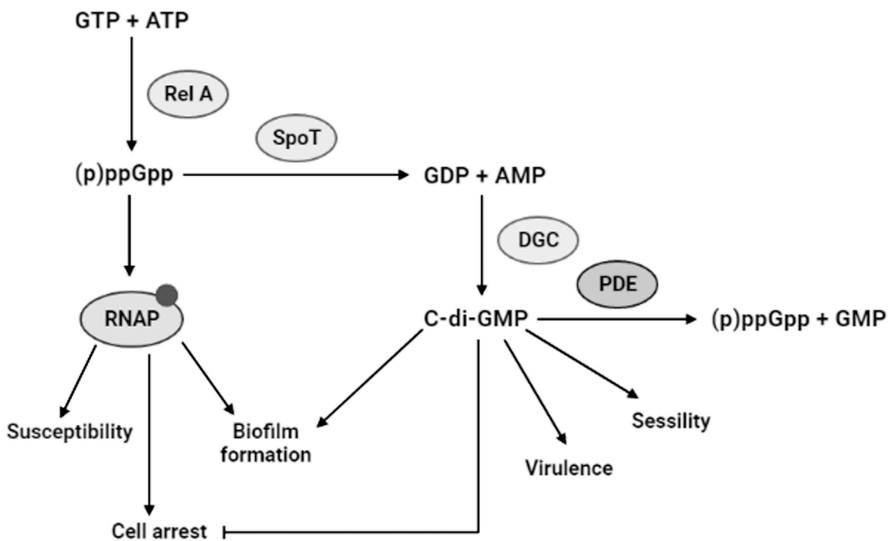 GTP + ATP
Rel A
SpoT
(p)ppGpp
GDP + AMP
DGC
PDE
RNAP
C-di-GMP
(p)ppGpp + GMP
Susceptibility
Biofilm
formation
Sessility
Virulence
Cell arrest